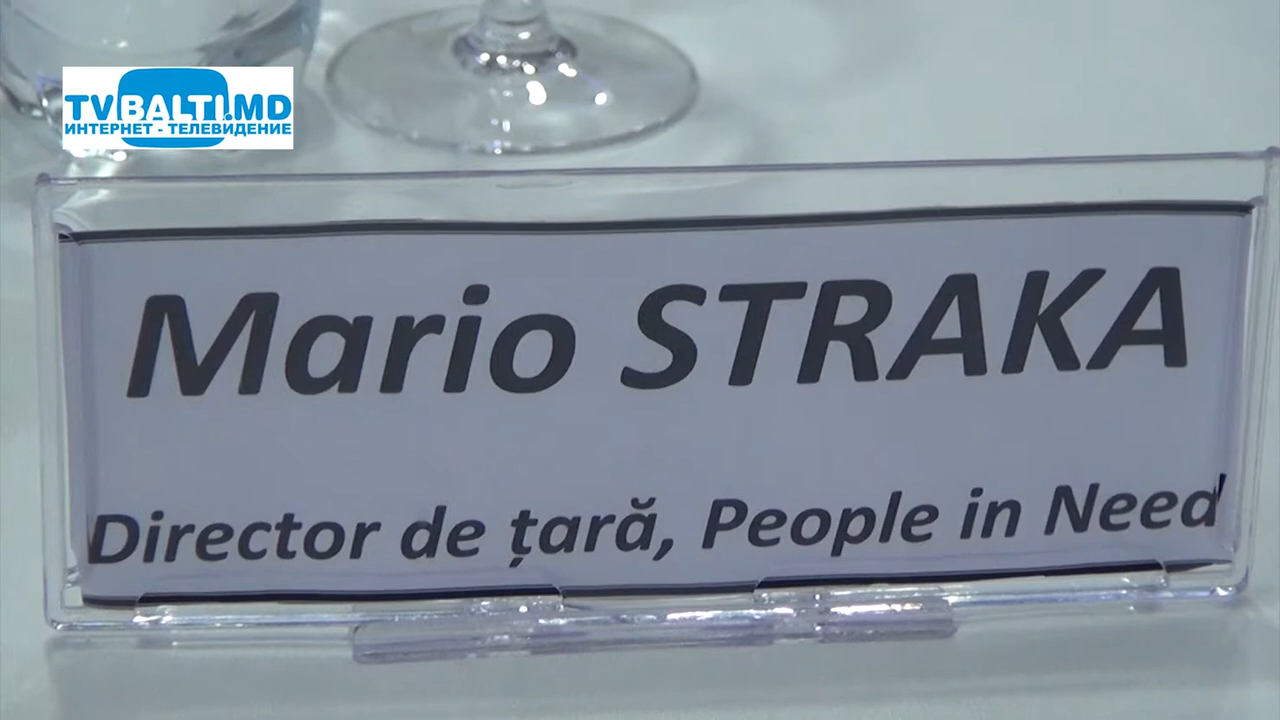 TVBALTI.MD
ИНТЕРНЕТ - ТЕЛЕВИДЕНИЕ
Mario STRAKA
Director de țară, People in Need